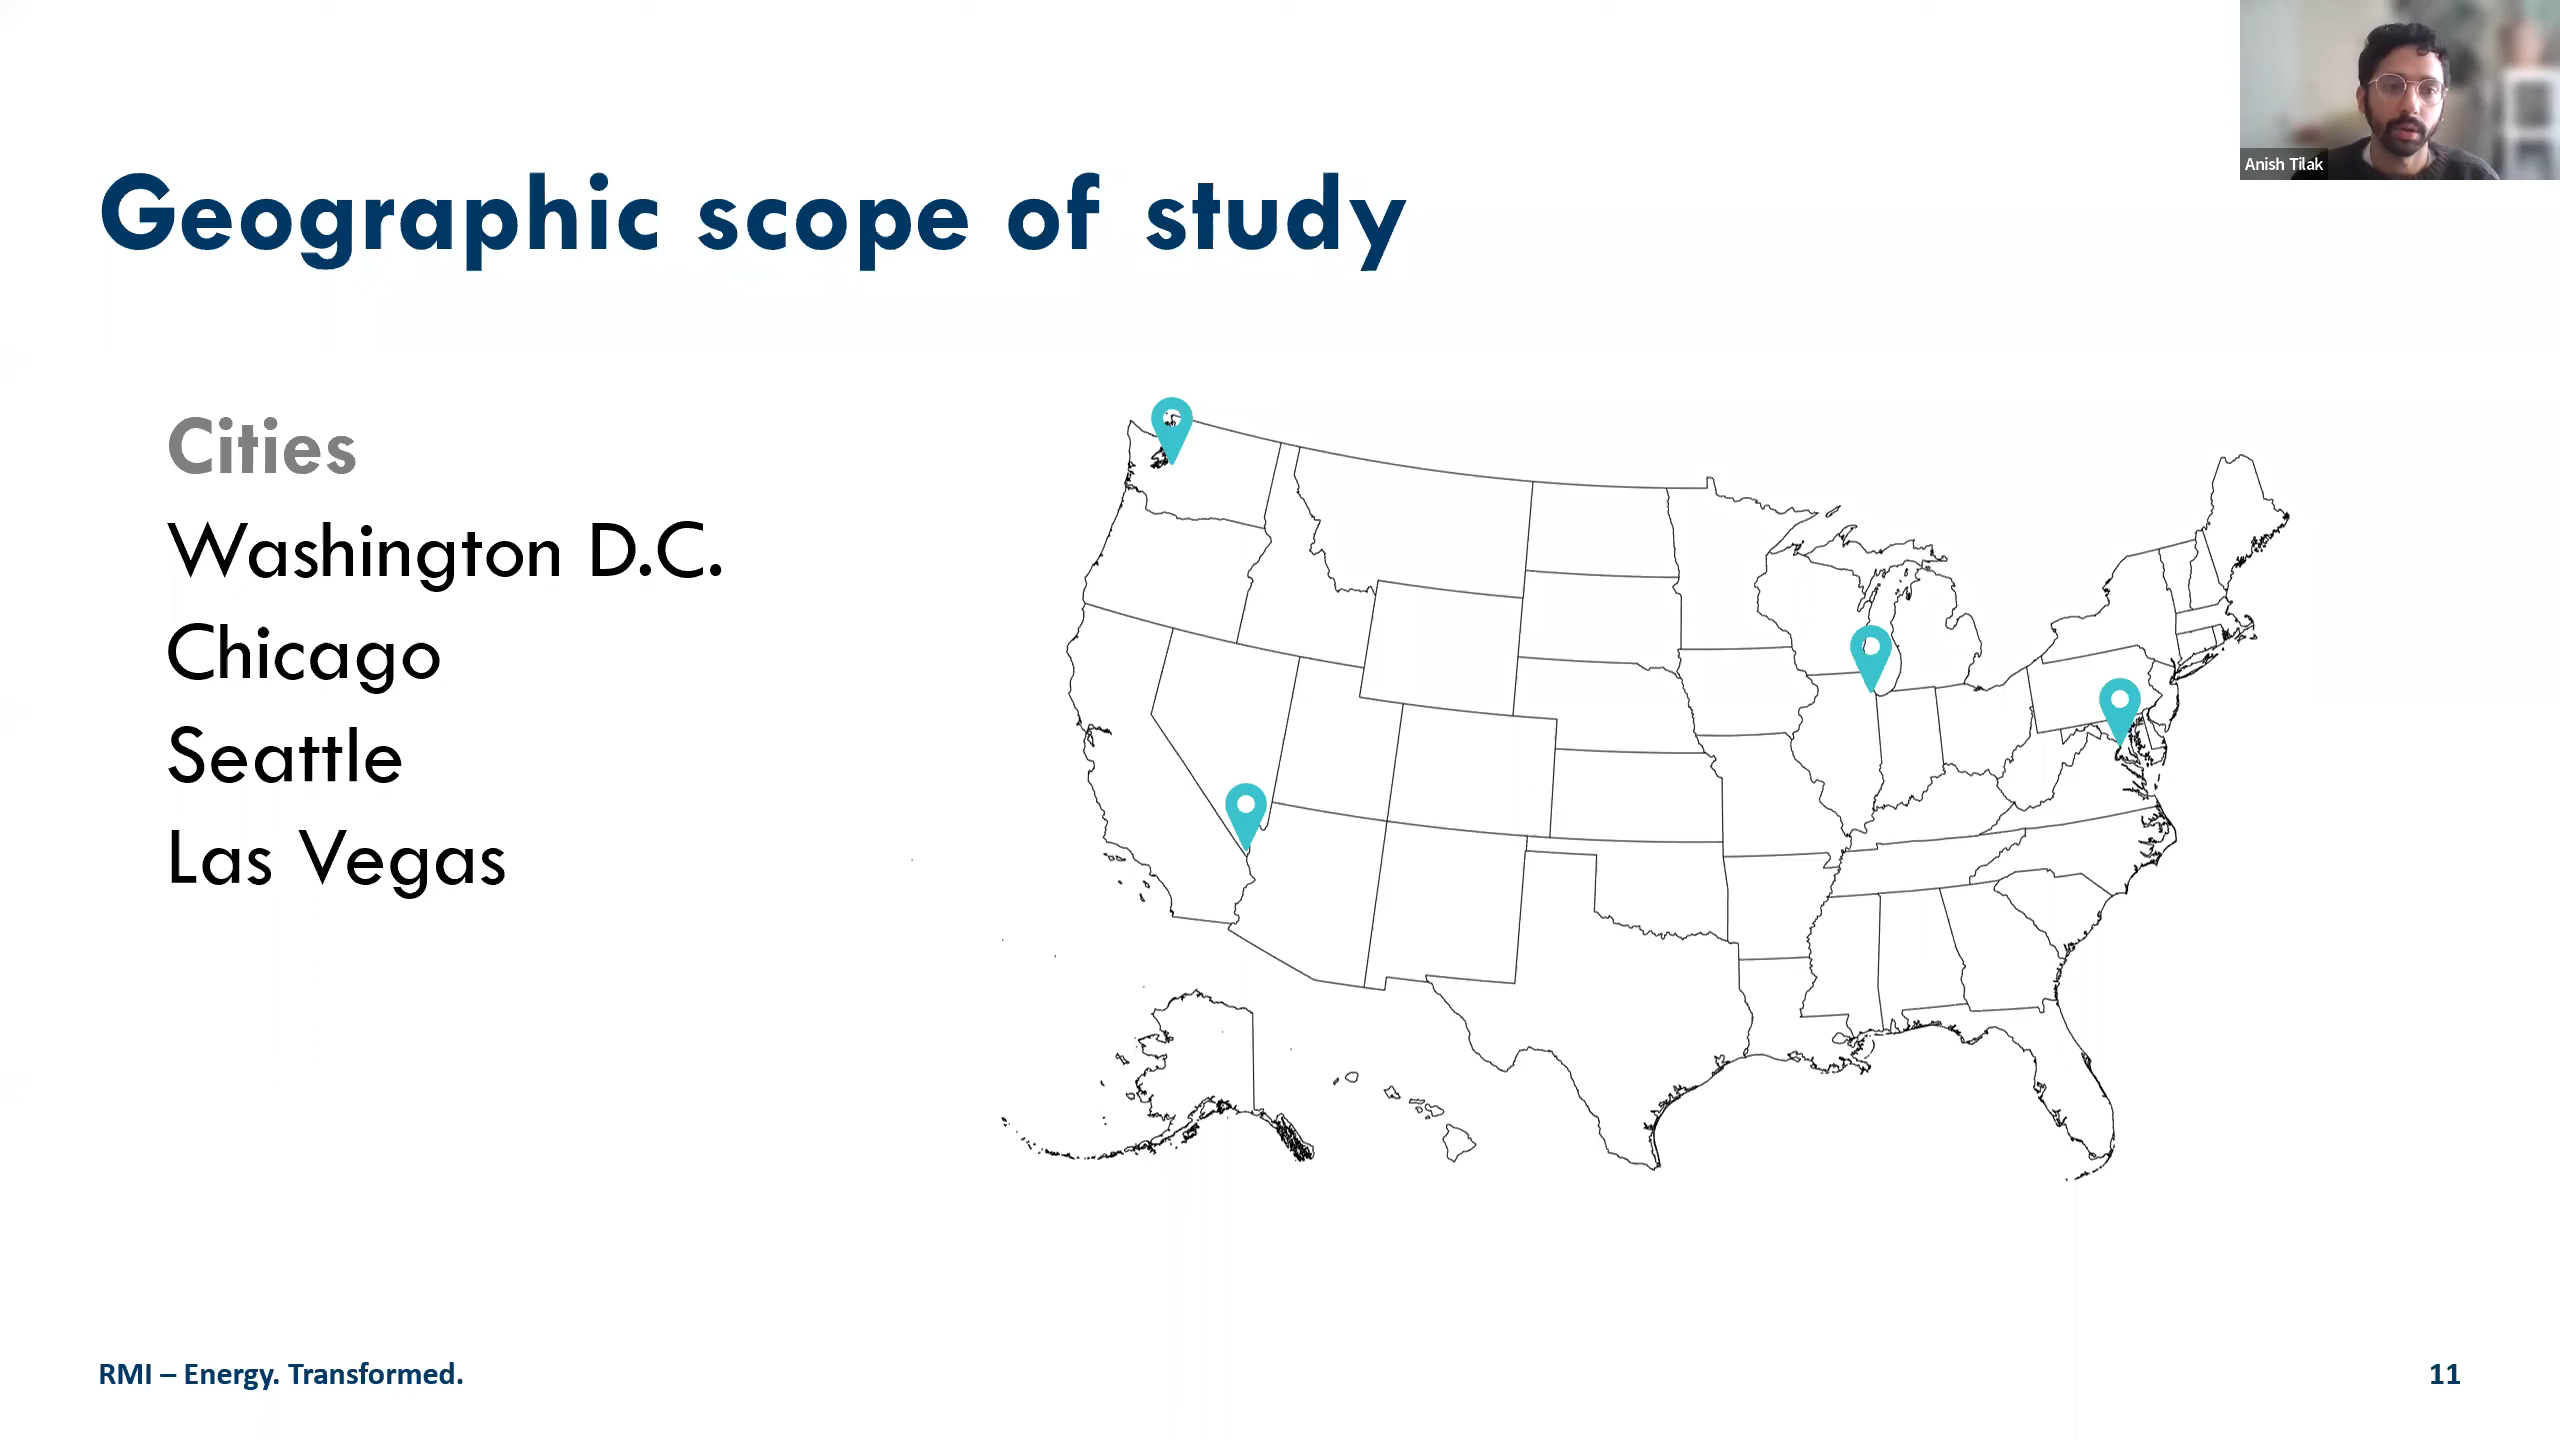 Anish Tilak
Geographic scope of study
Cities
Washington D.C.
Chicago
Seattle
Las Vegas
RMI – Energy. Transformed.
11